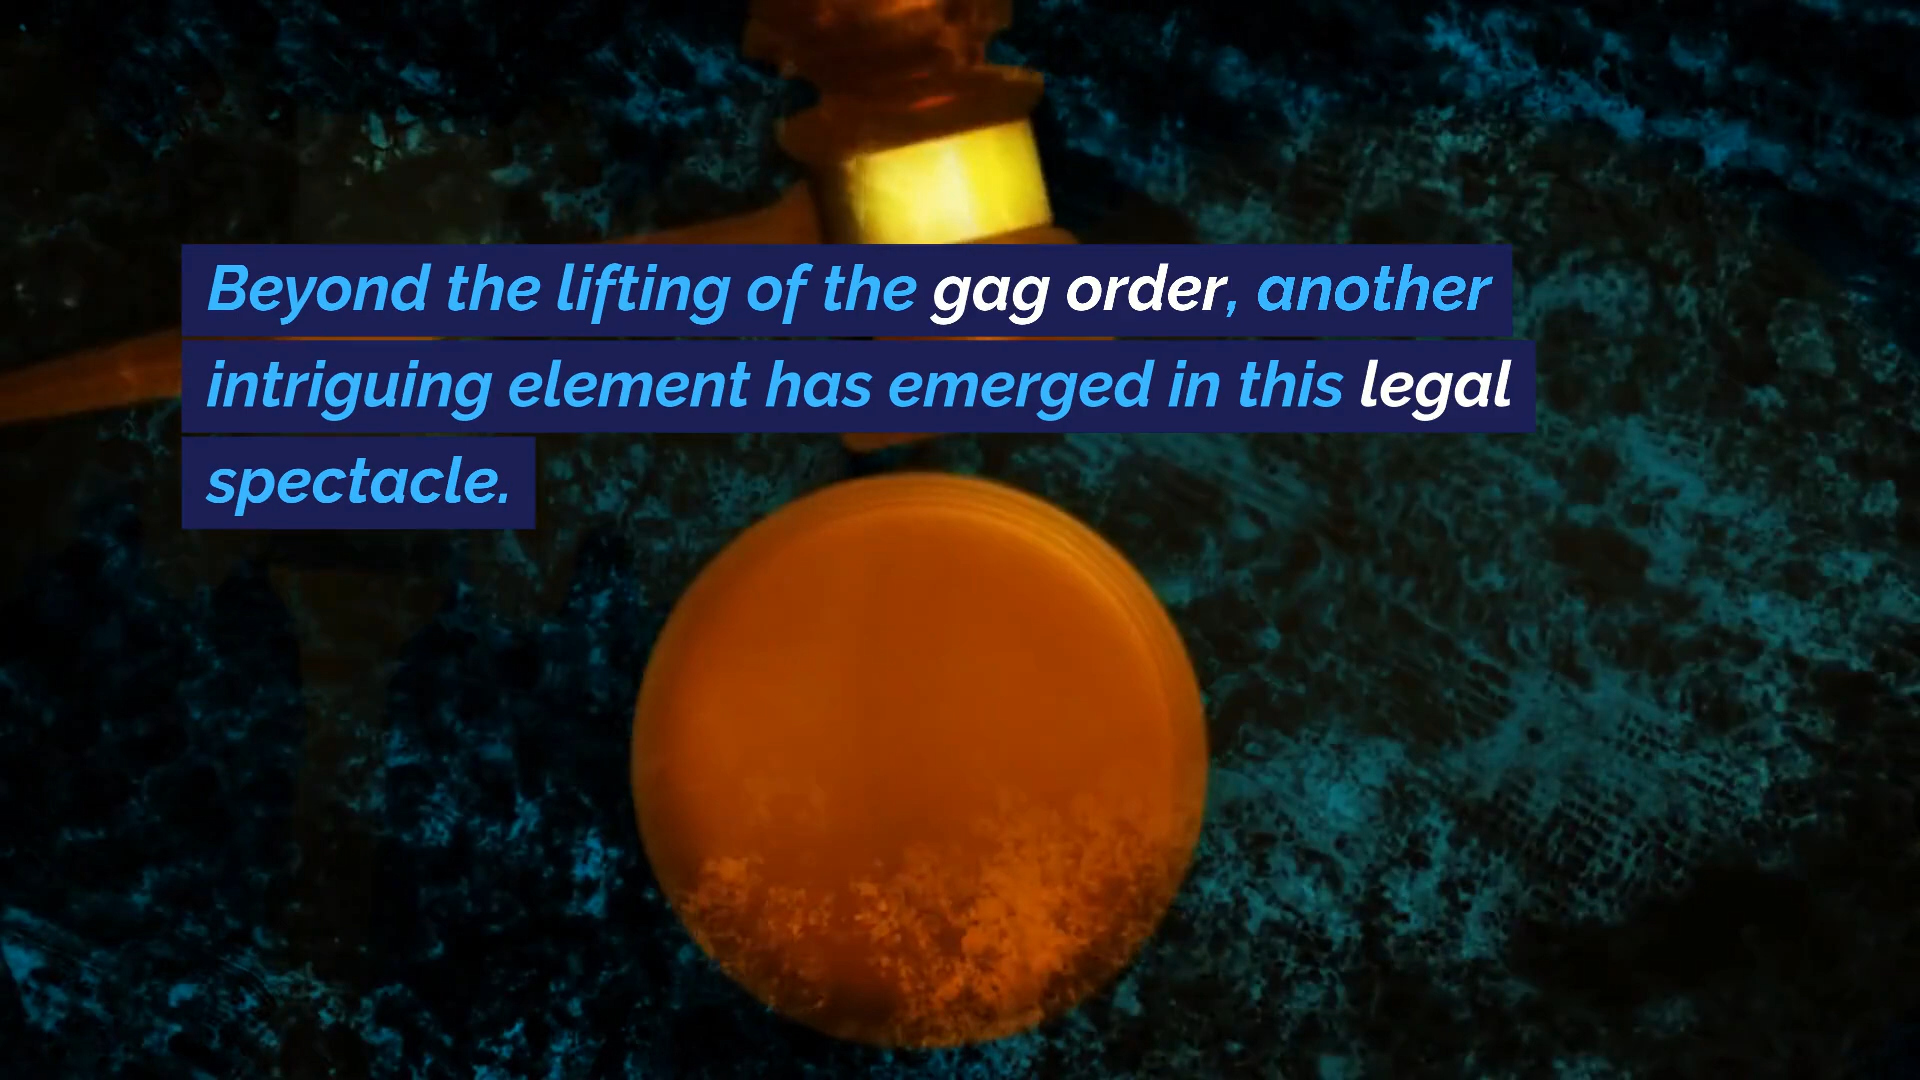 Beyond the lifting of the gag order, another
intriguing element has emerged in this legal
spectacle.